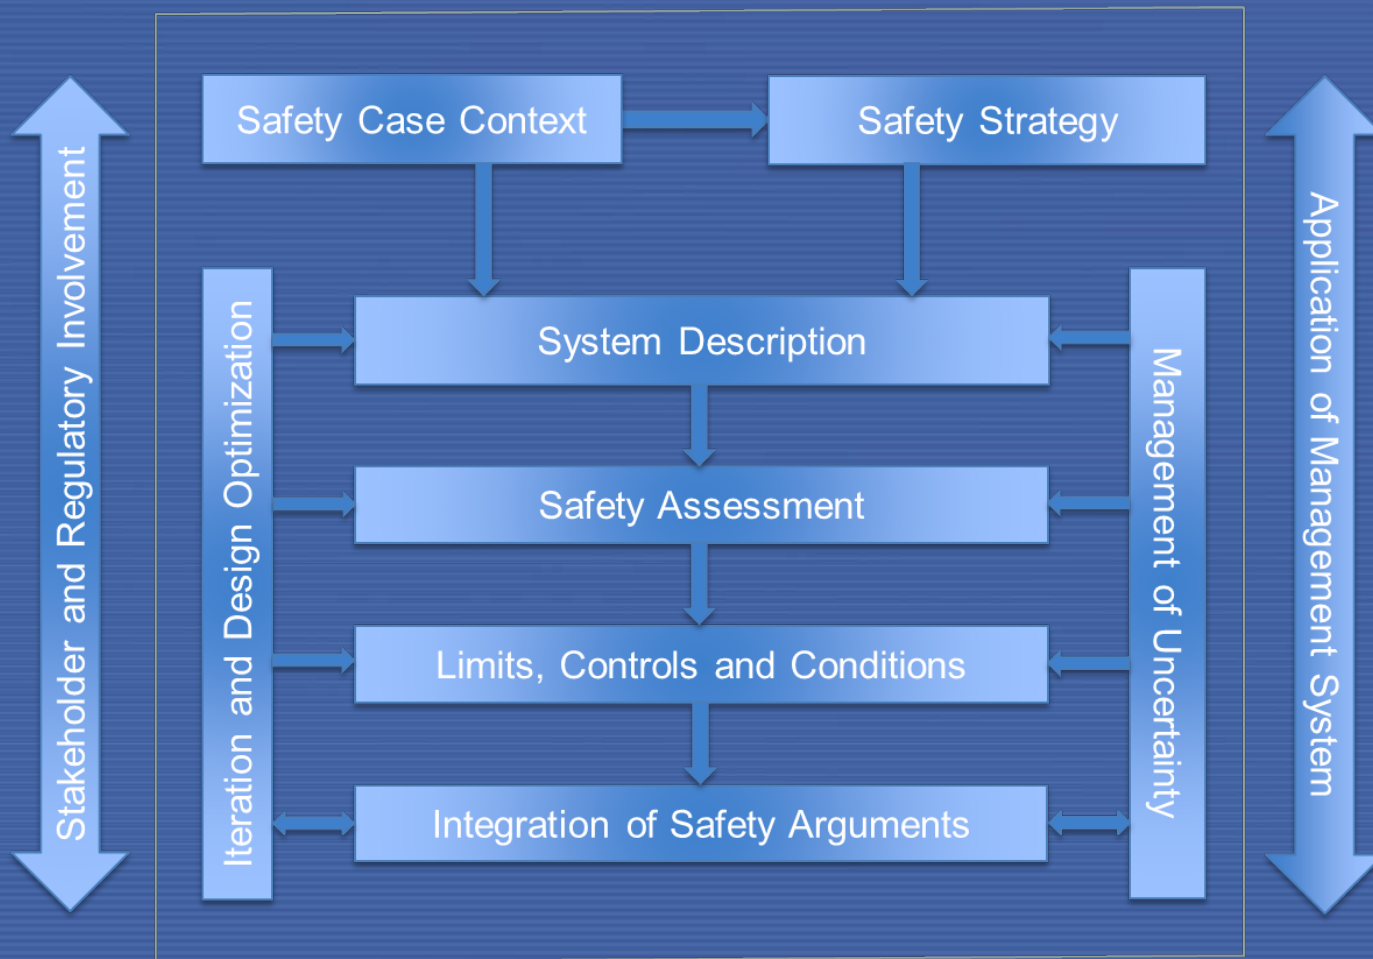 Safety Case Context
Safety Strategy
Stakeholder and Regulatory Involvement
Iteration and Design Optimization
System Description
Safety Assessment
Limits, Controls and Conditions
Integration of Safety Arguments
Management of Uncertainty
Application of Management System